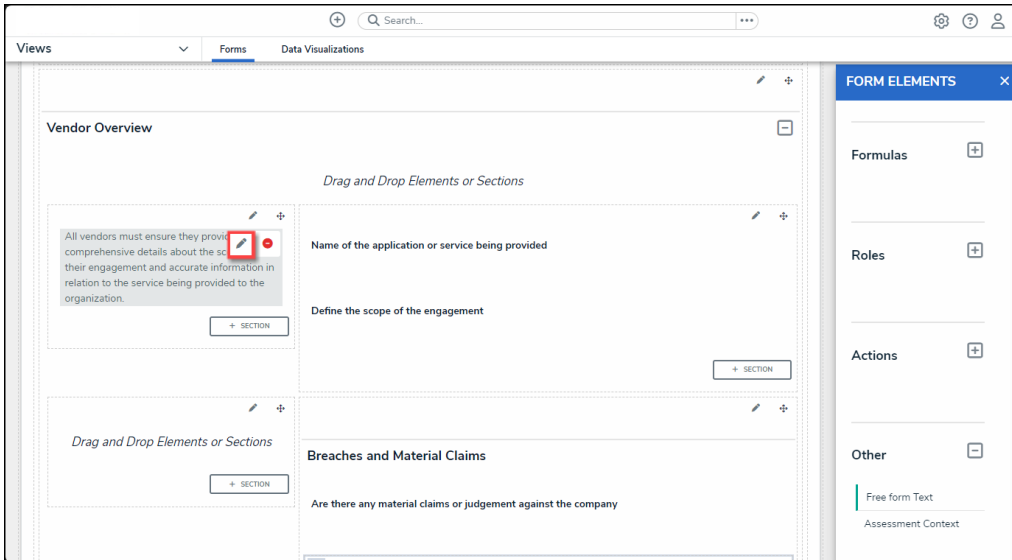 Search...
Views
Forms
Data Visualizations
FORM ELEMENTS
Vendor Overview
Drag and Drop Elements or Sections
All vendors must ensure they
comprehensive details about the
their engagement and accurate information in
relation to the service being provided to the
organization.
+ SECTION
Name of the application or service being provided
Define the scope of the engagement
+ SECTION
Drag and Drop Elements or Sections
+ SECTION
Breaches and Material Claims
Are there any material claims or judgement against the company
Formulas
Roles
Actions
Other
Free form Text
Assessment Context